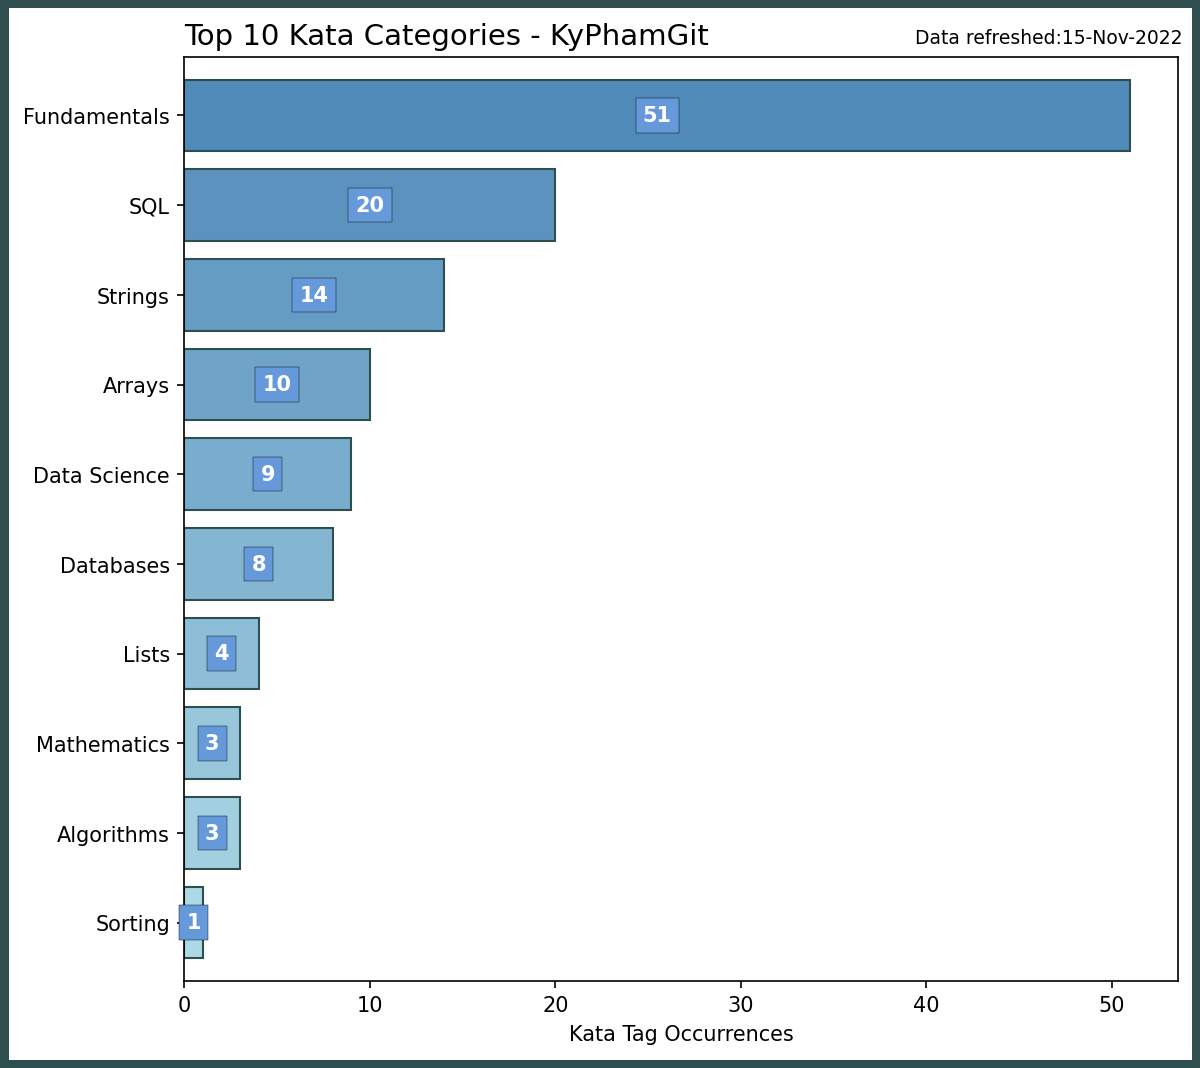 Top 10 Kata Categories - KyPhamGit
Data refreshed:15-Nov-2022
Fundamentals 51
SQL 20
Strings 14
Arrays 10
Data Science 9
Databases 8
Lists 4
Mathematics 3
Algorithms 3
Sorting 1
0 10 20 30 40 50
Kata Tag Occurrences